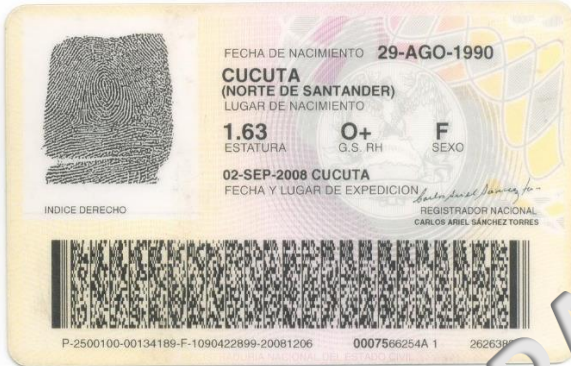 FECHA DE NACIMIENTO 29-AGO-1990
CUCUTA
(NORTE DE SANTANDER)
LUGAR DE NACIMIENTO
1.63 O+ F
ESTATURA G.S. RH SEXO
02-SEP-2008 CUCUTA
FECHA Y LUGAR DE EXPEDICION
INDICE DERECHO
REGISTRADOR NACIONAL
CARLOS ARIEL SÁNCHEZ TORRES
P-2500100-00134189-F-1090422899-20081206 0007566254A 1